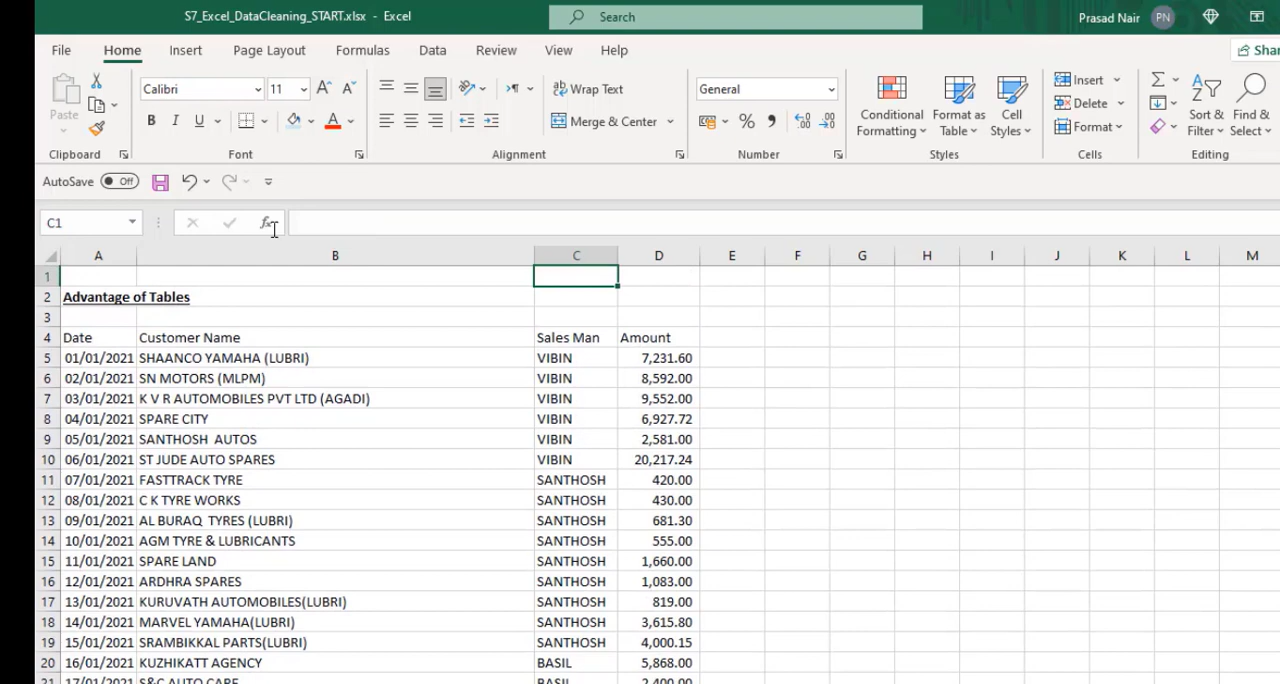 S7_Excel_DataCleaning_START.xlsx - Excel
Search
Prasad Nair PN
File Home Insert Page Layout Formulas Data Review View Help
Shar
Paste
Calibri 11
B I U
Wrap Text
Merge & Center
General
Conditional Formatting
Format as Table
Cell Styles
Insert
Delete
Format
Sort & Filter
Find & Select
Clipboard Font Alignment Number Styles Cells Editing
AutoSave Off
C1 fx
A B C D E F G H I J K L M
1
2 Advantage of Tables
3
4 Date Customer Name Sales Man Amount
5 01/01/2021 SHAANCO YAMAHA (LUBRI) VIBIN 7,231.60
6 02/01/2021 SN MOTORS (MLPM) VIBIN 8,592.00
7 03/01/2021 K V R AUTOMOBILES PVT LTD (AGADI) VIBIN 9,552.00
8 04/01/2021 SPARE CITY VIBIN 6,927.72
9 05/01/2021 SANTHOSH  AUTOS VIBIN 2,581.00
10 06/01/2021 ST JUDE AUTO SPARES VIBIN 20,217.24
11 07/01/2021 FASTTRACK TYRE SANTHOSH 420.00
12 08/01/2021 C K TYRE WORKS SANTHOSH 430.00
13 09/01/2021 AL BURAQ  TYRES (LUBRI) SANTHOSH 681.30
14 10/01/2021 AGM TYRE & LUBRICANTS SANTHOSH 555.00
15 11/01/2021 SPARE LAND SANTHOSH 1,660.00
16 12/01/2021 ARDHRA SPARES SANTHOSH 1,083.00
17 13/01/2021 KURUVATH AUTOMOBILES(LUBRI) SANTHOSH 819.00
18 14/01/2021 MARVEL YAMAHA(LUBRI) SANTHOSH 3,615.80
19 15/01/2021 SRAMBIKKAL PARTS(LUBRI) SANTHOSH 4,000.15
20 16/01/2021 KUZHIKATT AGENCY BASIL 5,868.00
21 17/01/2021 S&C AUTO CARE BASIL 2,400.00